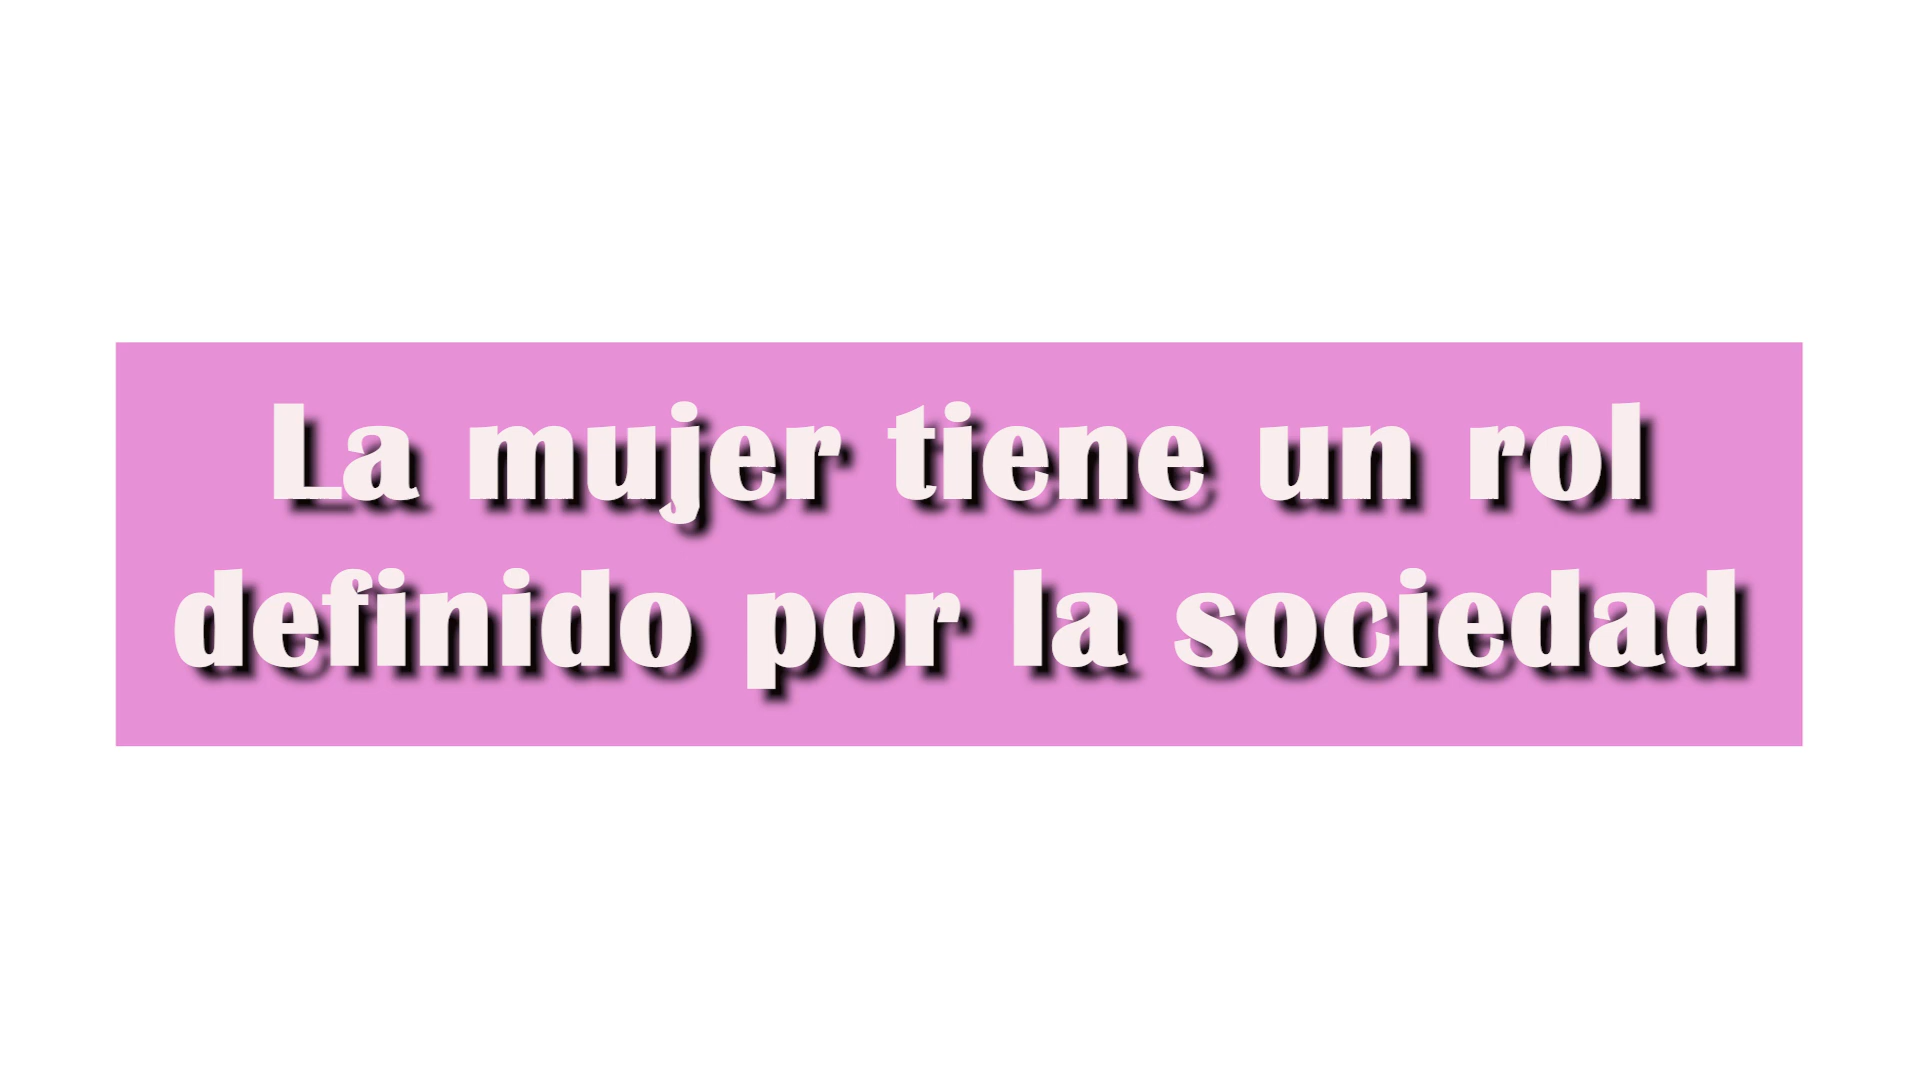 La mujer tiene un rol
definido por la sociedad